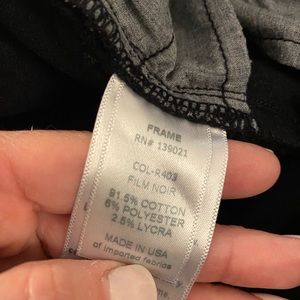 FRAME
RN# 139021
COL-R409
FILM NOIR
91.5% COTTON
6% POLYESTER
2.5% LYCRA
MADE IN USA
of imported fabrics